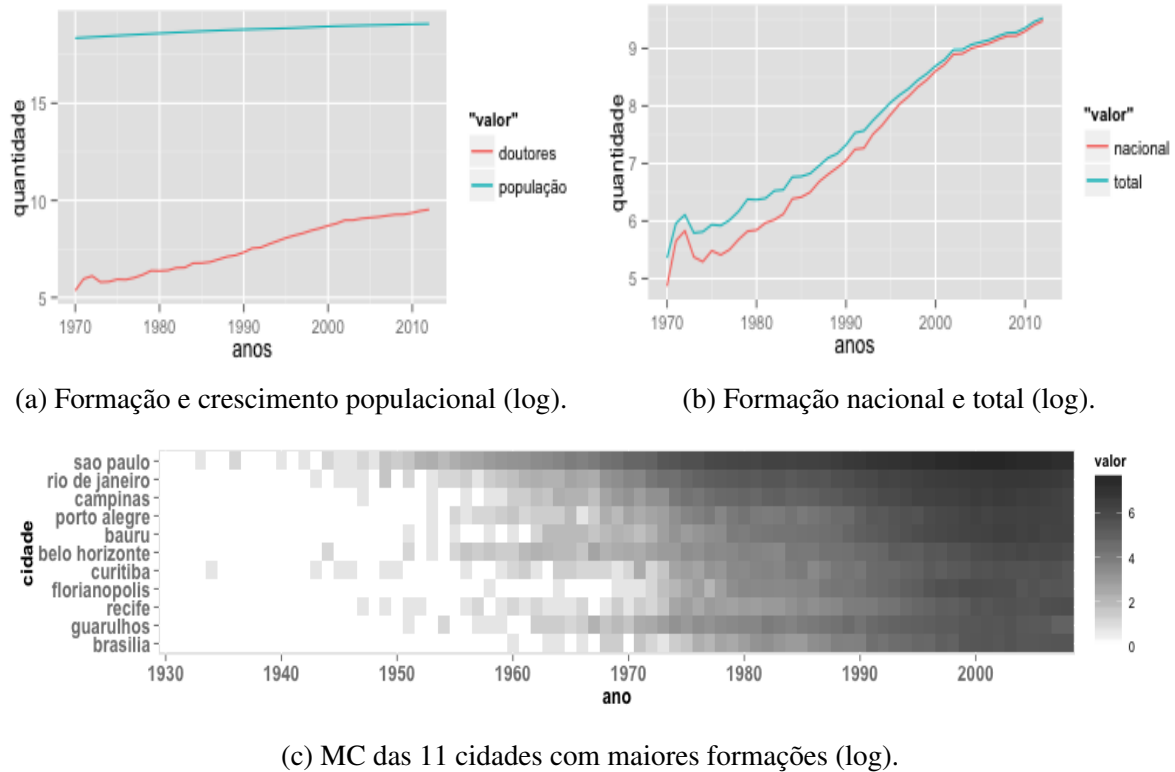 quantidade
15
10
5
1970 1980 1990 2000 2010
anos
"valor"
doutores
população
quantidade
9
8
7
6
5
1970 1980 1990 2000 2010
anos
"valor"
nacional
total
(a) Formação e crescimento populacional (log).
(b) Formação nacional e total (log).
cidade
sao paulo
rio de janeiro
campinas
porto alegre
bauru
belo horizonte
curitiba
florianopolis
recife
guarulhos
brasilia
1930 1940 1950 1960 1970 1980 1990 2000
ano
valor
6
4
2
0
(c) MC das 11 cidades com maiores formações (log).